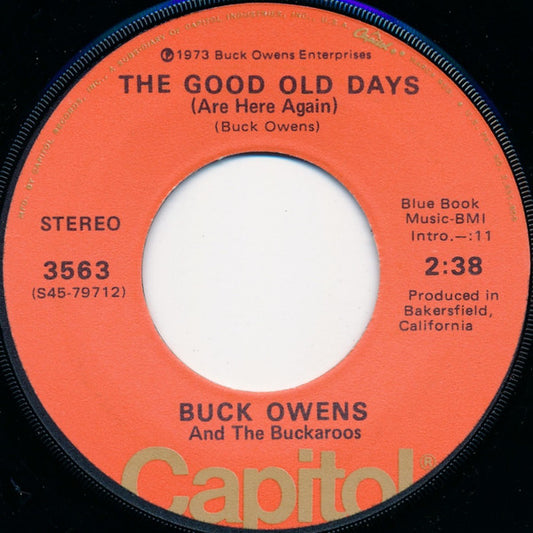 ℗1973 Buck Owens Enterprises
THE GOOD OLD DAYS
(Are Here Again)
(Buck Owens)
STEREO
3563
(S45-79712)
Blue Book
Music-BMI
Intro.–:11
2:38
Produced in
Bakersfield,
California
BUCK OWENS
And The Buckaroos
Capitol®